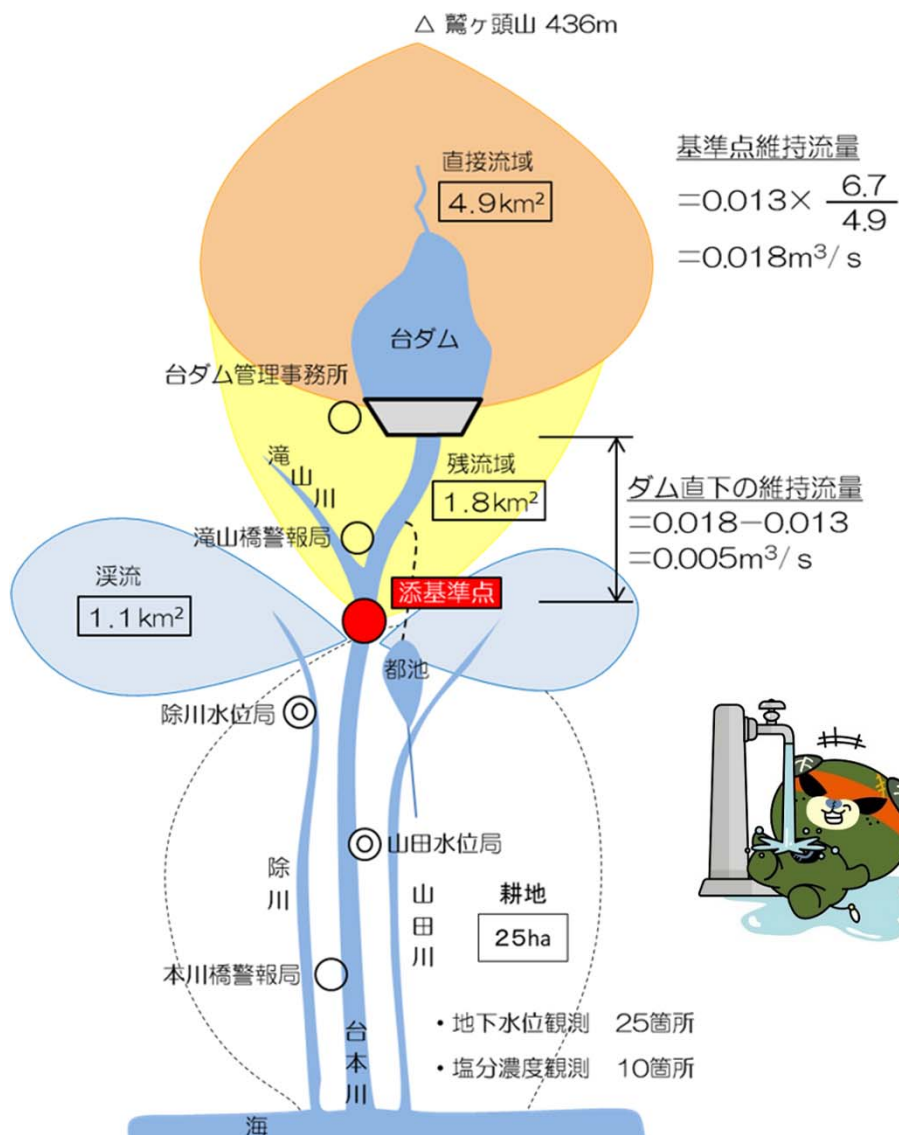 △ 鷲ヶ頭山 436m
直接流域
4.9km²
基準点維持流量
=0.013× 6.7
4.9
=0.018m³/s
台ダム
台ダム管理事務所
滝山川
残流域
1.8km²
ダム直下の維持流量
=0.018-0.013
=0.005m³/s
滝山橋警報局
渓流
1.1km²
添基準点
都池
除川水位局
山田水位局
除川
山田川
耕地
25ha
本川橋警報局
台本川
・地下水位観測 25箇所
・塩分濃度観測 10箇所
海